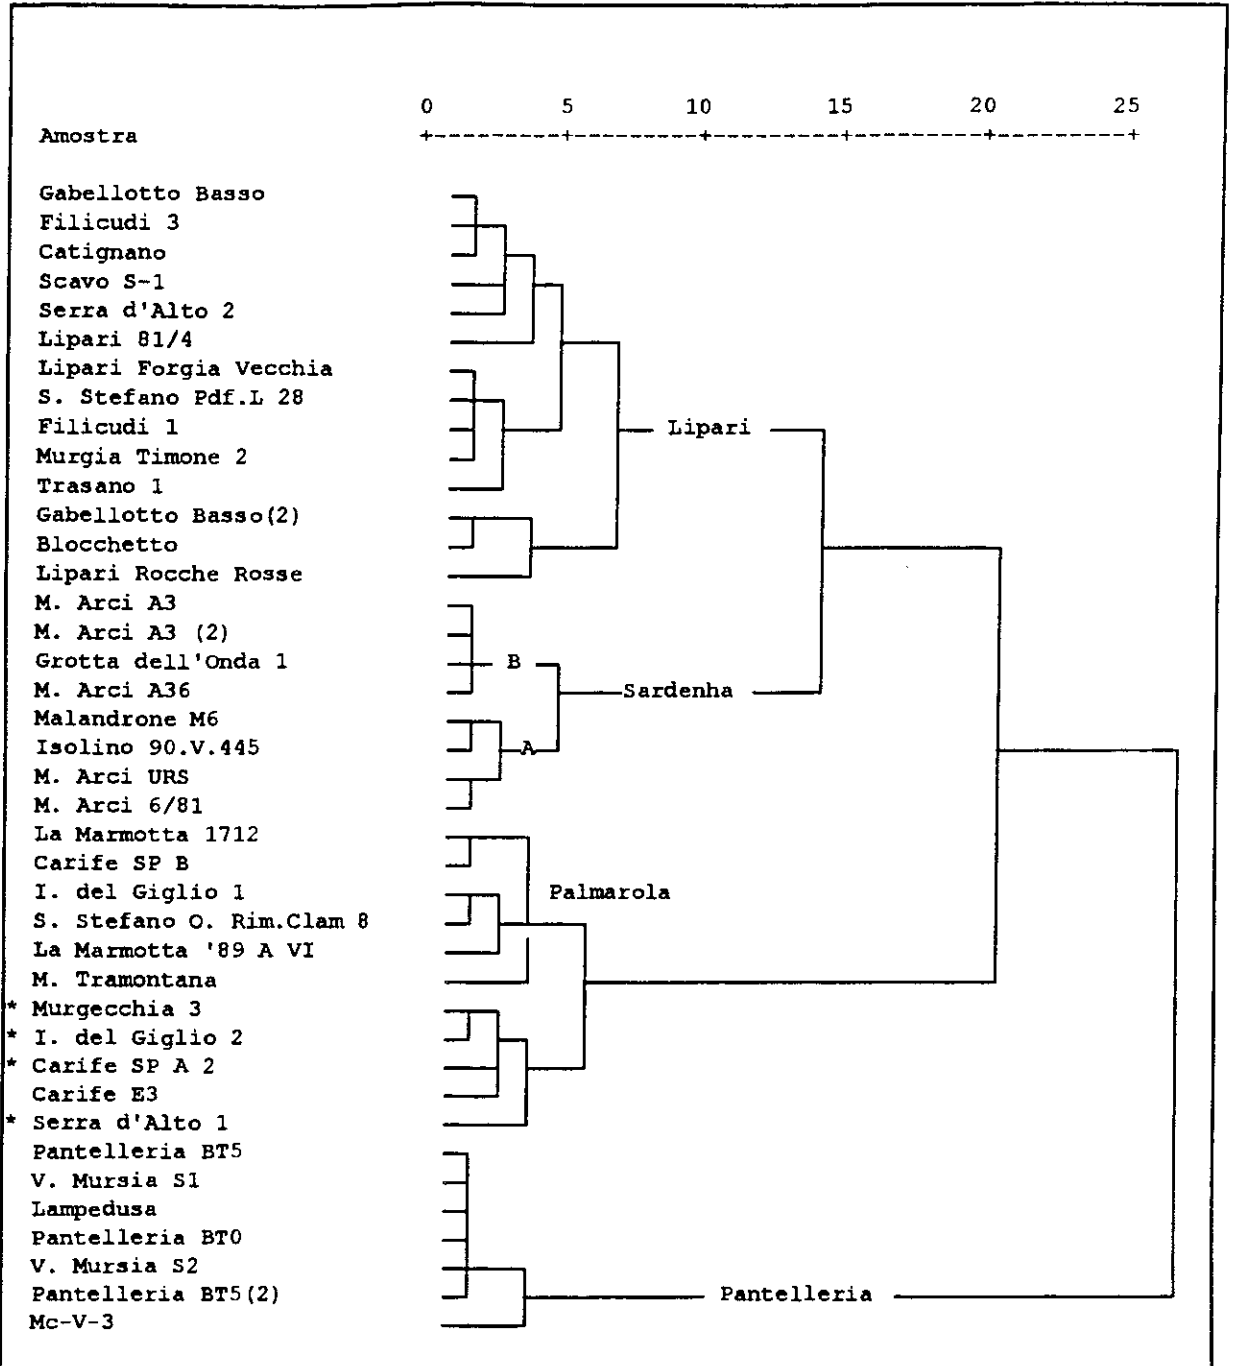 0 5 10 15 20 25
Amostra
Gabellotto Basso
Filicudi 3
Catignano
Scavo S-1
Serra d'Alto 2
Lipari 81/4
Lipari Forgia Vecchia
S. Stefano Pdf.L 28
Filicudi 1 Lipari
Murgia Timone 2
Trasano 1
Gabellotto Basso(2)
Blocchetto
Lipari Rocche Rosse
M. Arci A3
M. Arci A3 (2)
Grotta dell'Onda 1 B
M. Arci A36 Sardenha
Malandrone M6
Isolino 90.V.445 A
M. Arci URS
M. Arci 6/81
La Marmotta 1712
Carife SP B
I. del Giglio 1 Palmarola
S. Stefano O. Rim.Clam 8
La Marmotta '89 A VI
M. Tramontana
* Murgecchia 3
* I. del Giglio 2
* Carife SP A 2
Carife E3
* Serra d'Alto 1
Pantelleria BT5
V. Mursia S1
Lampedusa
Pantelleria BT0
V. Mursia S2
Pantelleria BT5(2) Pantelleria
Mc-V-3